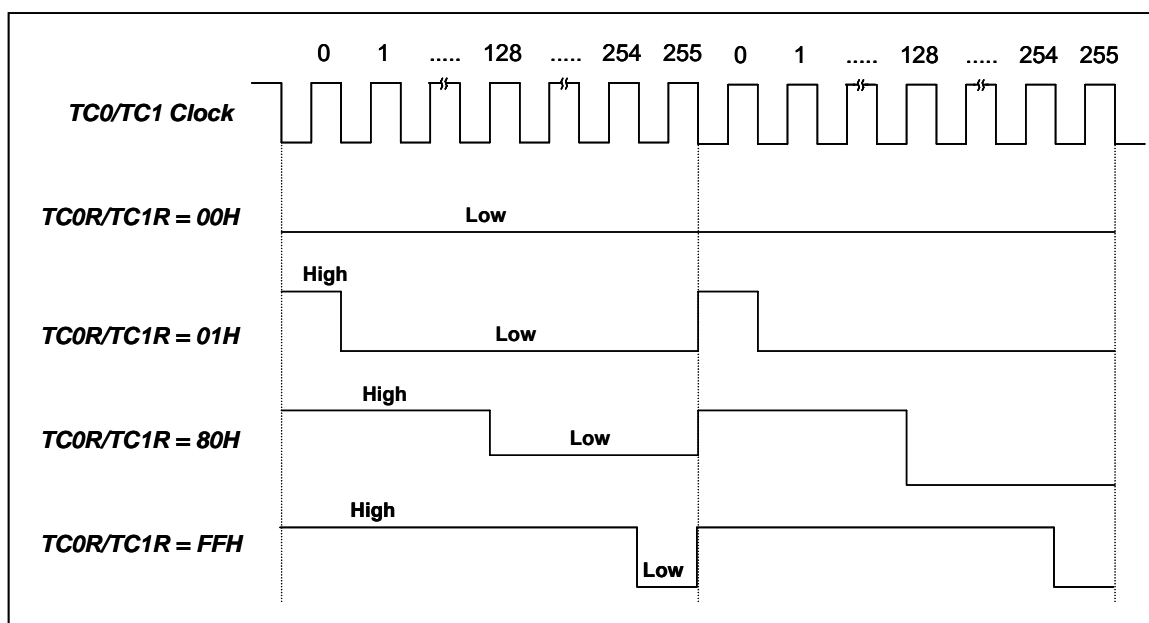 0 1 ..... 128 ..... 254 255 0 1 ..... 128 ..... 254 255
TC0/TC1 Clock
TC0R/TC1R = 00H
Low
High
TC0R/TC1R = 01H
Low
High
TC0R/TC1R = 80H
Low
High
TC0R/TC1R = FFH
Low